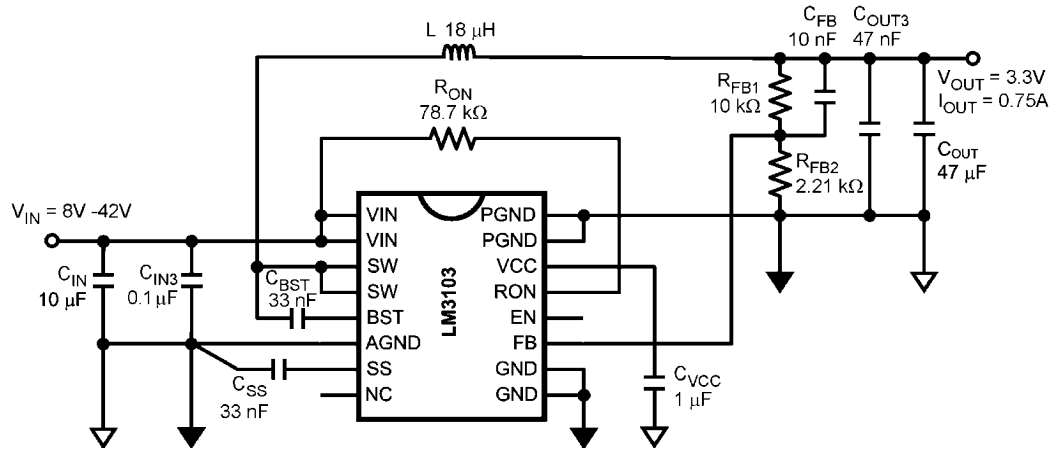 C_FB C_OUT3
10 nF 47 nF
L 18 μH
R_ON
78.7 kΩ
R_FB1
10 kΩ
V_OUT = 3.3V
I_OUT = 0.75A
R_FB2
2.21 kΩ
C_OUT
47 μF
V_IN = 8V -42V
C_IN
10 μF
C_IN3
0.1 μF
C_BST
33 nF
C_SS
33 nF
LM3103
VIN
VIN
SW
SW
BST
AGND
SS
NC
PGND
PGND
VCC
RON
EN
FB
GND
GND
C_VCC
1 μF